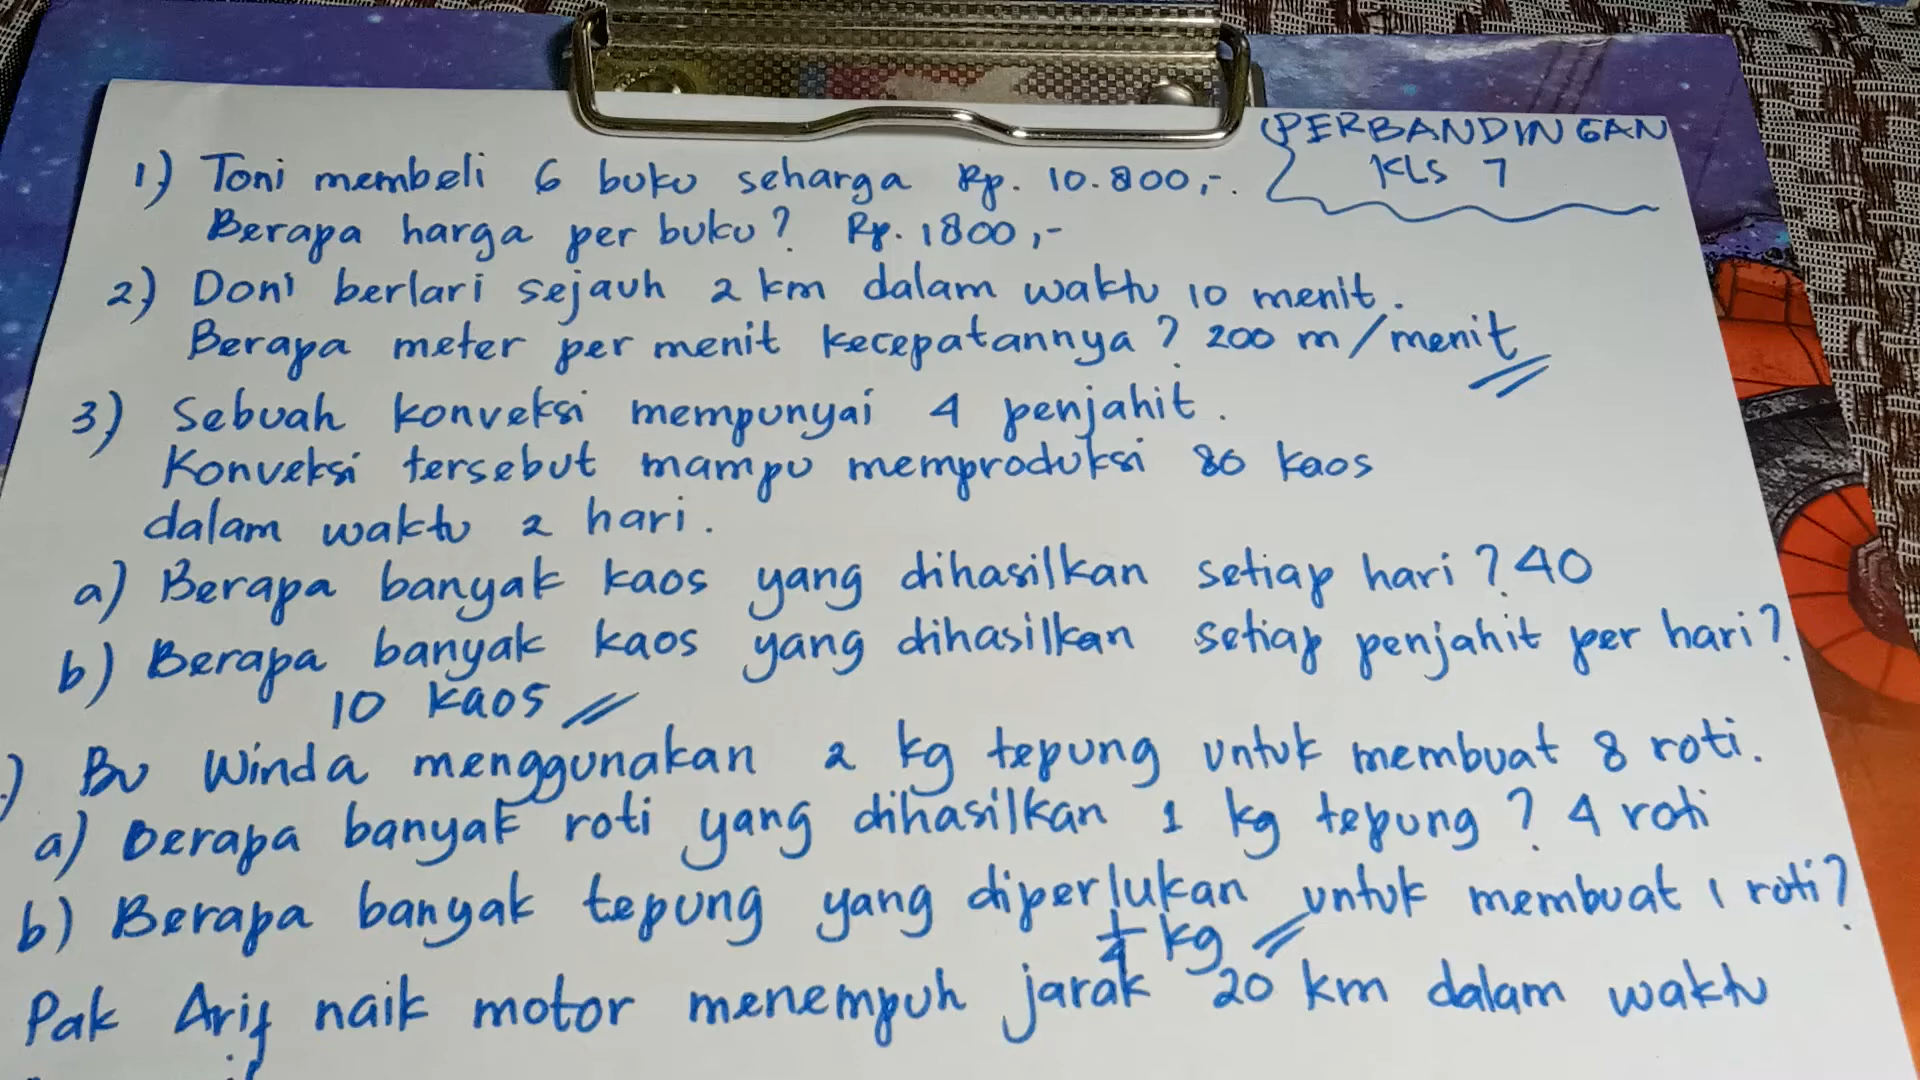 PERBANDINGAN
KLS 7
1) Toni membeli 6 buku seharga Rp. 10.800,-.
Berapa harga per buku? Rp. 1800,-
2) Doni berlari sejauh 2 km dalam waktu 10 menit.
Berapa meter per menit kecepatannya? 200 m/menit
3) Sebuah konveksi mempunyai 4 penjahit.
Konveksi tersebut mampu memproduksi 80 kaos
dalam waktu 2 hari.
a) Berapa banyak kaos yang dihasilkan setiap hari? 40
b) Berapa banyak kaos yang dihasilkan setiap penjahit per hari?
10 kaos
) Bu Winda menggunakan 2 kg tepung untuk membuat 8 roti.
a) Berapa banyak roti yang dihasilkan 1 kg tepung? 4 roti
b) Berapa banyak tepung yang diperlukan untuk membuat 1 roti?
1/4 kg
Pak Arif naik motor menempuh jarak 20 km dalam waktu